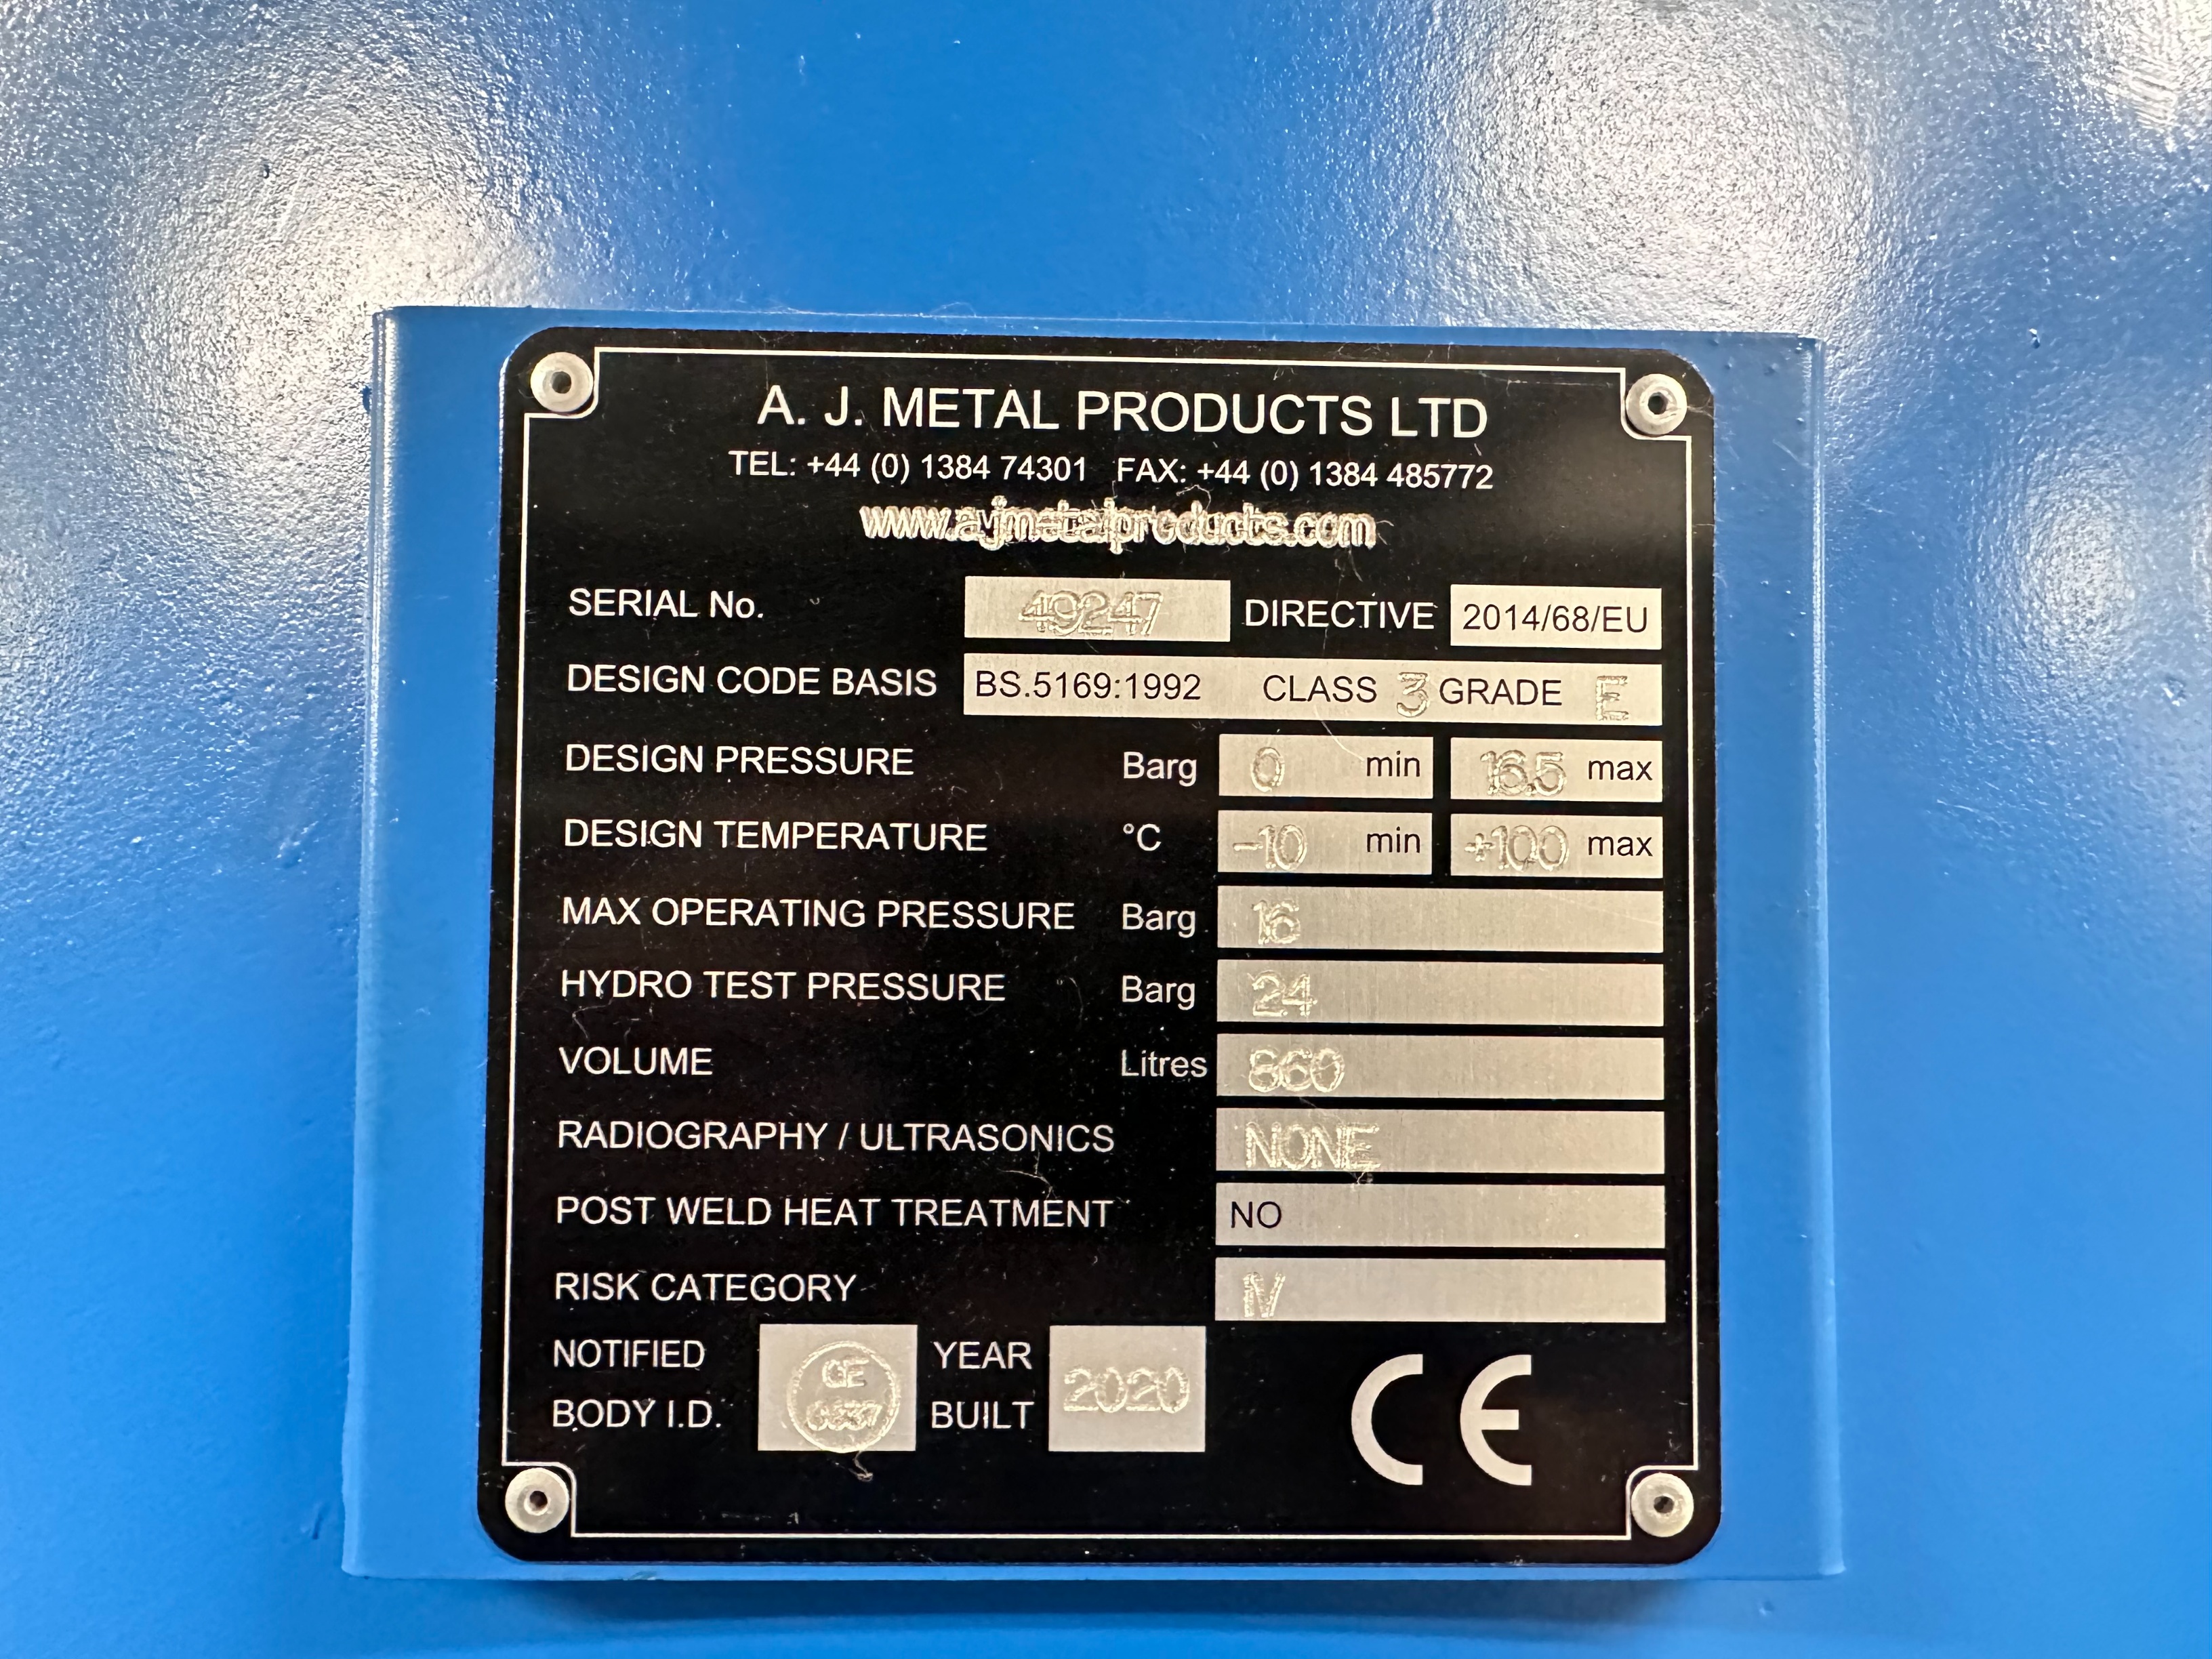 A. J. METAL PRODUCTS LTD
TEL: +44 (0) 1384 74301 FAX: +44 (0) 1384 485772
www.ajmetalproducts.com
SERIAL No. 49247 DIRECTIVE 2014/68/EU
DESIGN CODE BASIS BS.5169:1992 CLASS 3 GRADE E
DESIGN PRESSURE Barg 0 min 16.5 max
DESIGN TEMPERATURE °C -10 min +100 max
MAX OPERATING PRESSURE Barg 16
HYDRO TEST PRESSURE Barg 24
VOLUME Litres 860
RADIOGRAPHY / ULTRASONICS NONE
POST WELD HEAT TREATMENT NO
RISK CATEGORY IV
NOTIFIED BODY I.D. YEAR BUILT 2020
CE